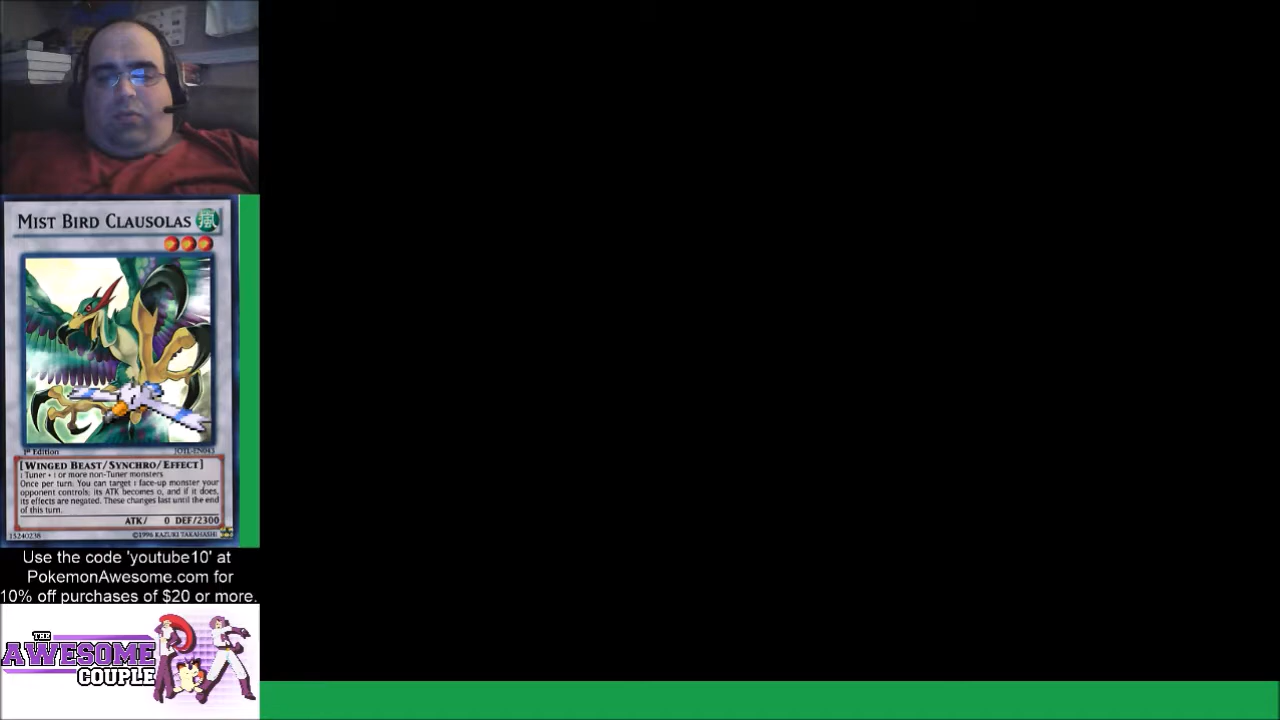 MIST BIRD CLAUSOLAS
1st Edition
JOTL-EN043
[WINGED BEAST/SYNCHRO/EFFECT]
1 Tuner + 1 or more non-Tuner monsters
Once per turn: You can target 1 face-up monster your
opponent controls; its ATK becomes 0, and if it does,
its effects are negated. These changes last until the end
of this turn.
ATK/ 0 DEF/2300
15240238
©1996 KAZUKI TAKAHASHI
Use the code 'youtube10' at
PokemonAwesome.com for
10% off purchases of $20 or more.
THE
AWESOME
COUPLE